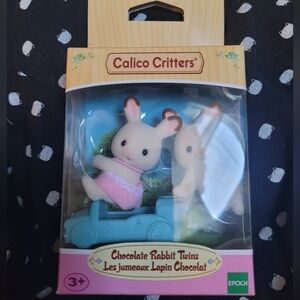 Calico Critters®
Chocolate Rabbit Twins
Les jumeaux Lapin Chocolat
3+
EPOCH